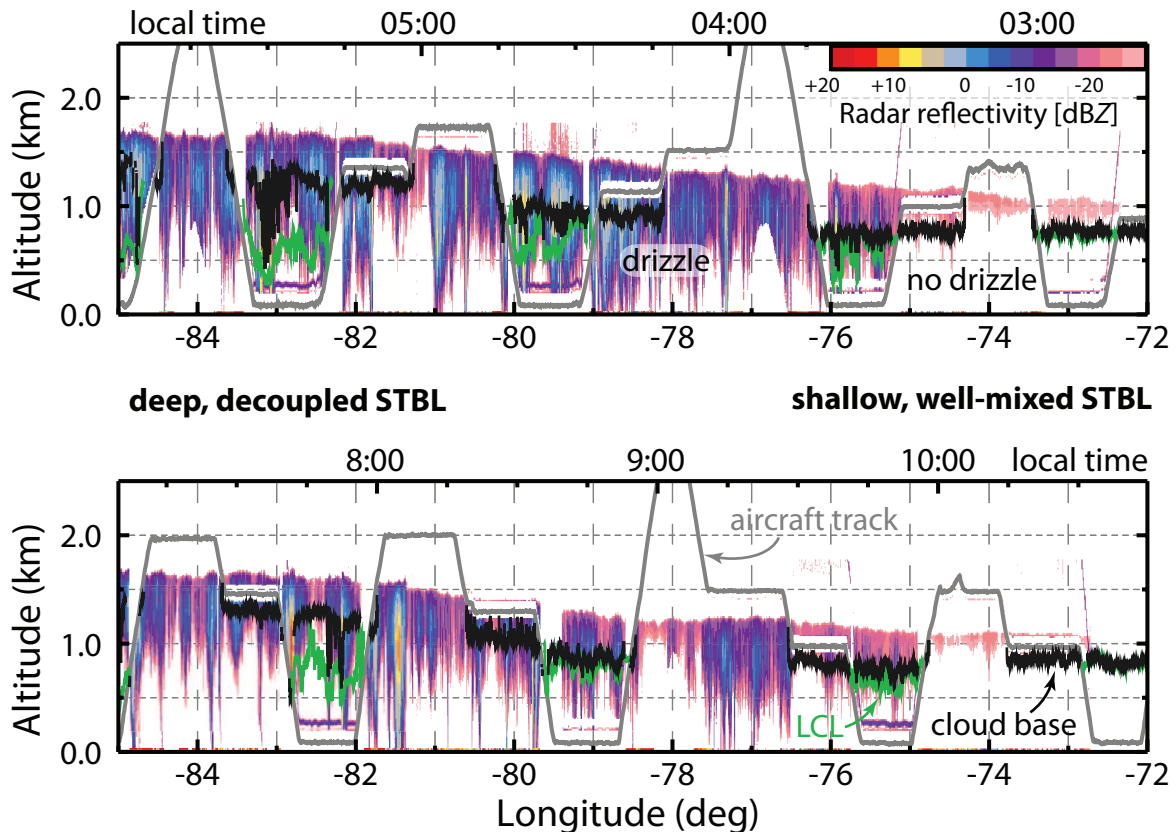 local time 05:00 04:00 03:00
+20 +10 0 -10 -20
Radar reflectivity [dBZ]
Altitude (km)
2.0
1.0
0.0
drizzle
no drizzle
-84 -82 -80 -78 -76 -74 -72
deep, decoupled STBL shallow, well-mixed STBL
8:00 9:00 10:00 local time
Altitude (km)
2.0
1.0
0.0
aircraft track
LCL
cloud base
-84 -82 -80 -78 -76 -74 -72
Longitude (deg)